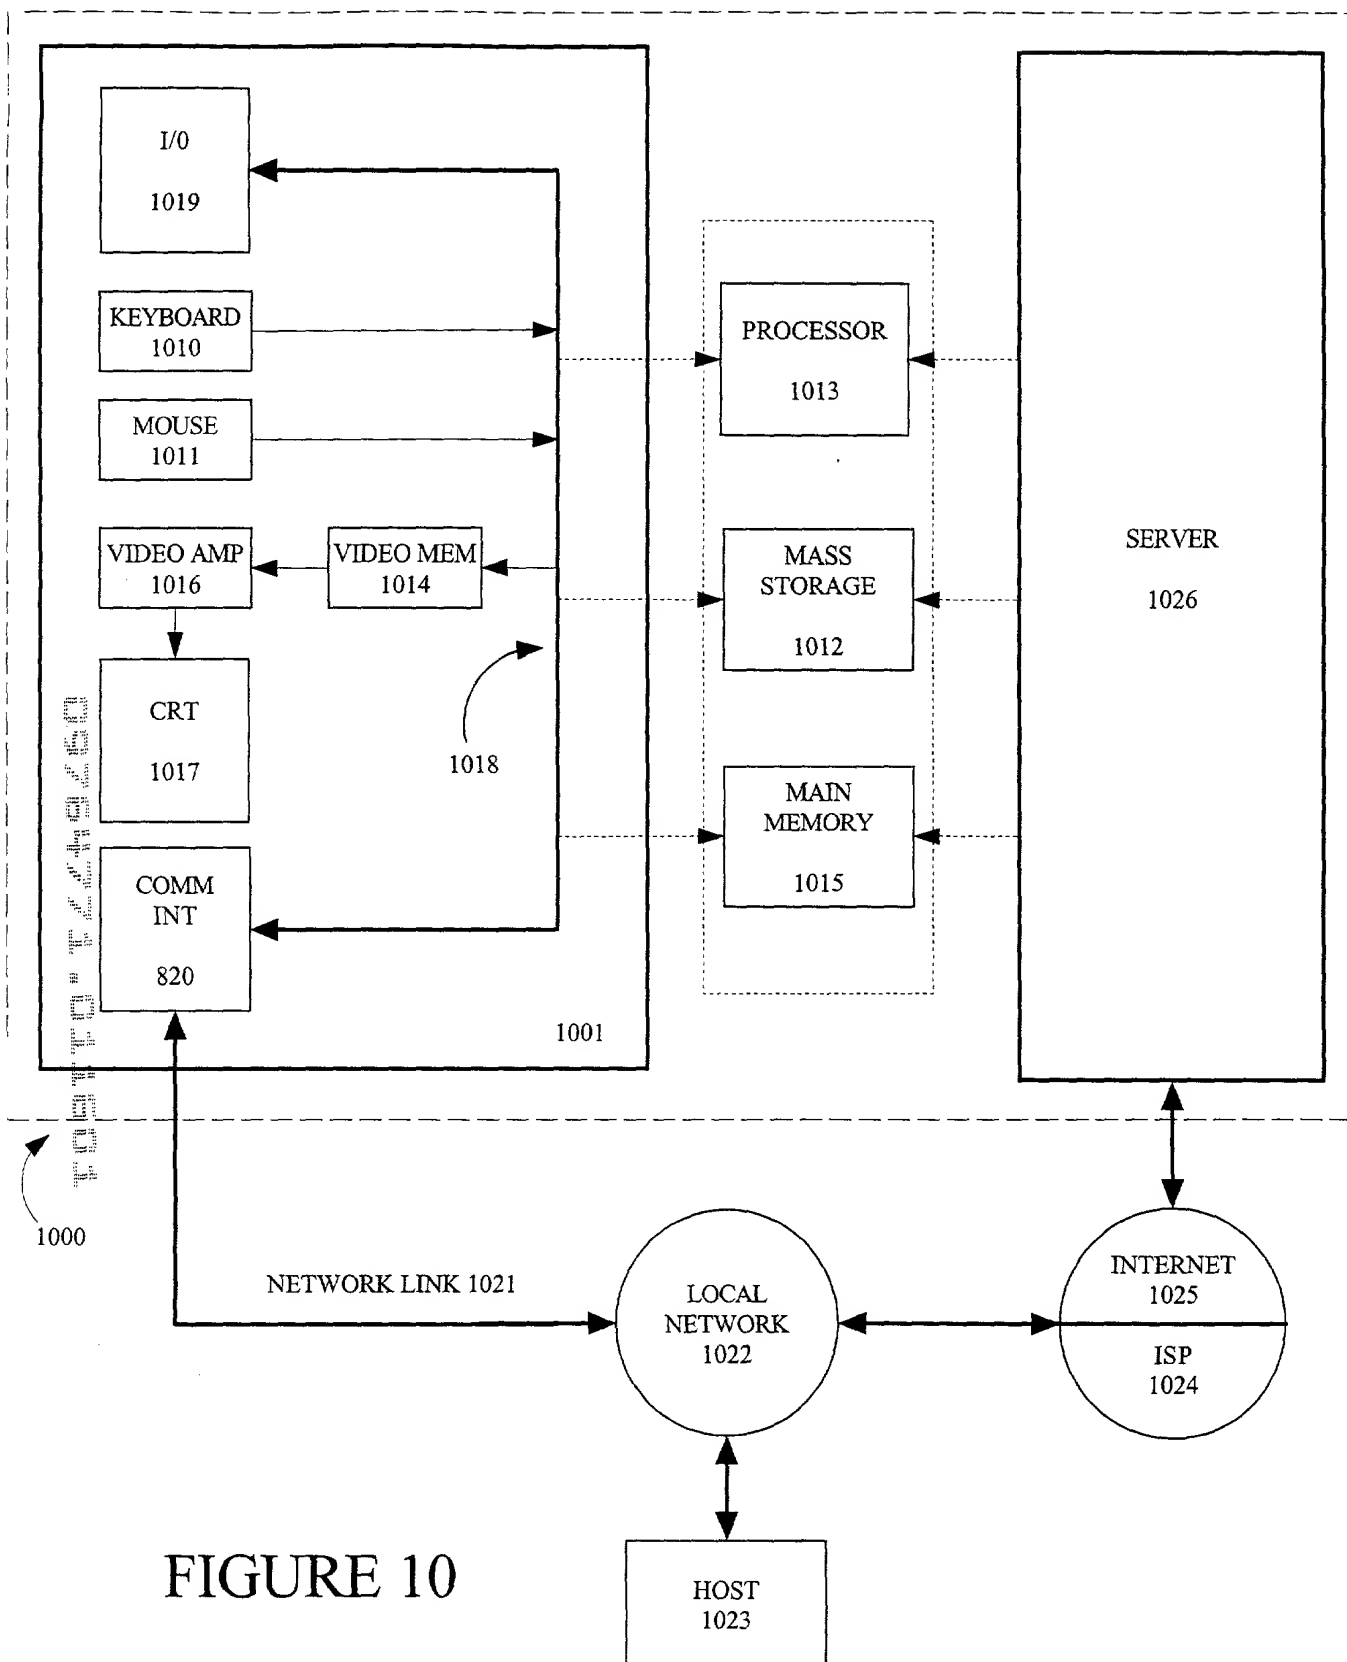 I/0
1019
KEYBOARD
1010
MOUSE
1011
VIDEO AMP
1016
VIDEO MEM
1014
CRT
1017
1018
COMM
INT
820
1001
PROCESSOR
1013
MASS
STORAGE
1012
MAIN
MEMORY
1015
SERVER
1026
1000
NETWORK LINK 1021
LOCAL
NETWORK
1022
INTERNET
1025
ISP
1024
HOST
1023
FIGURE 10